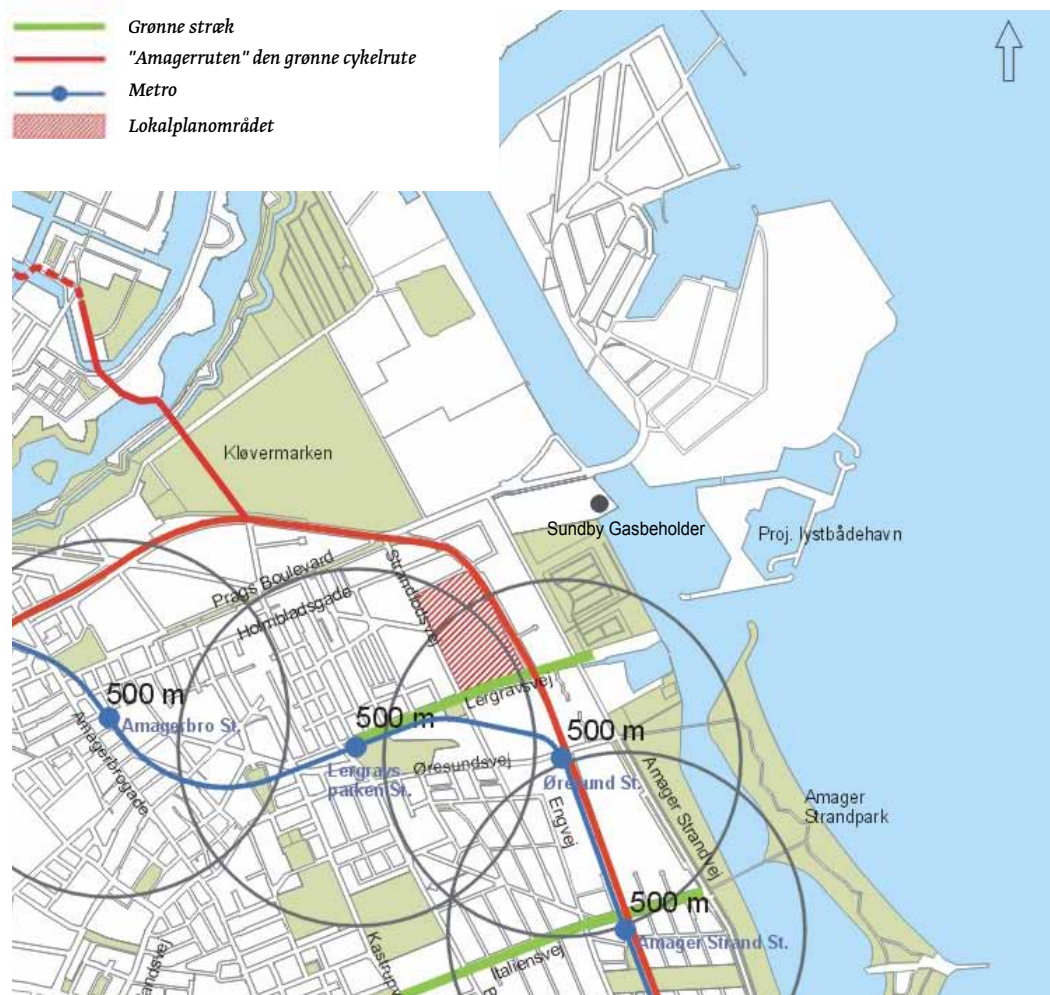 Grønne stræk
"Amagerruten" den grønne cykelrute
Metro
Lokalplanområdet
Kløvermarken
Sundby Gasbeholder
Proj. lystbådehavn
Prags Boulevard
Strandlodsvej
Holmbladsgade
500 m
Amagerbro St.
Amagerbrogade
500 m
Lergravs-
parken St.
Lergravsvej
Øresundsvej
500 m
Øresund St.
Engvej
Amager Strandvej
Amager
Strandpark
500 m
Amager Strand St.
Italiensvej
Kastrupv